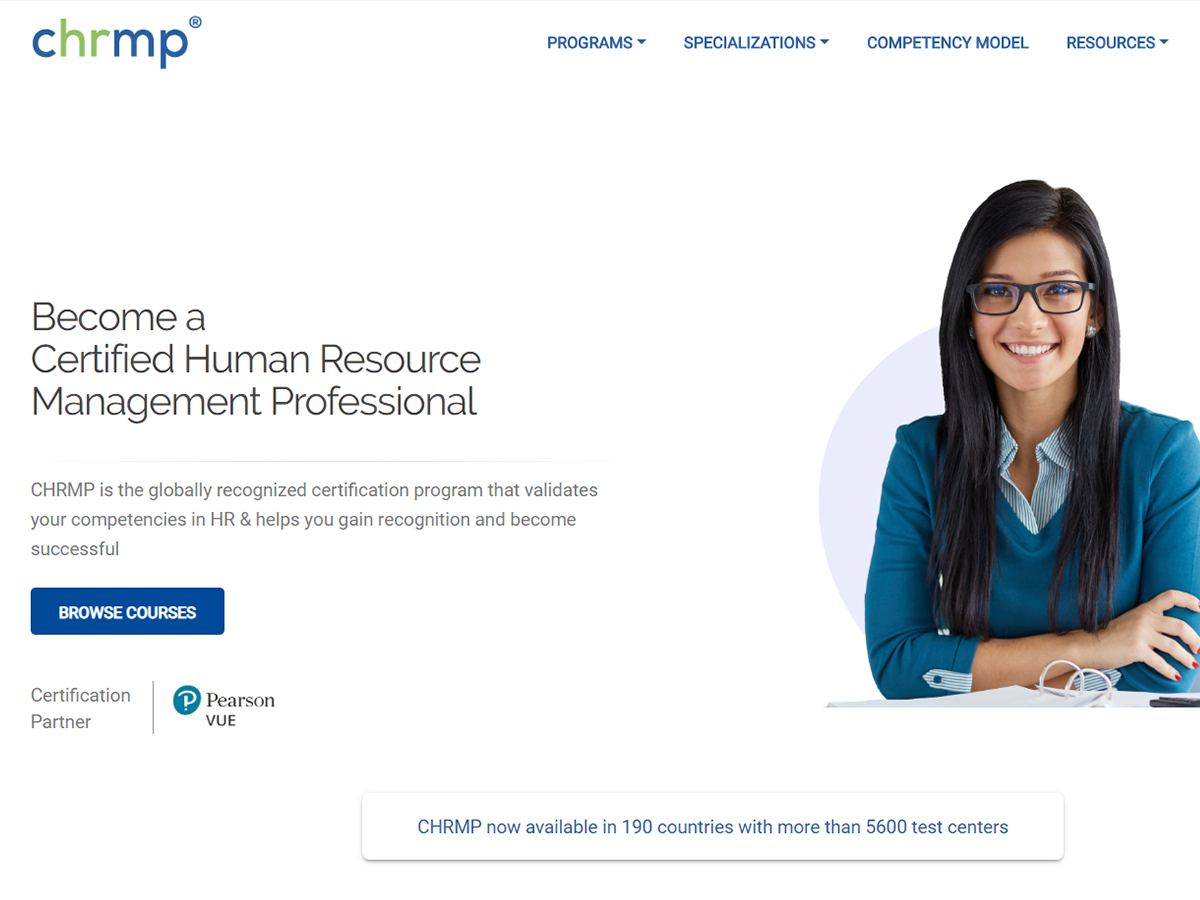 chrmp®
PROGRAMS
SPECIALIZATIONS
COMPETENCY MODEL
RESOURCES
Become a
Certified Human Resource
Management Professional
CHRMP is the globally recognized certification program that validates
your competencies in HR & helps you gain recognition and become
successful
BROWSE COURSES
Certification
Partner
P Pearson
VUE
CHRMP now available in 190 countries with more than 5600 test centers